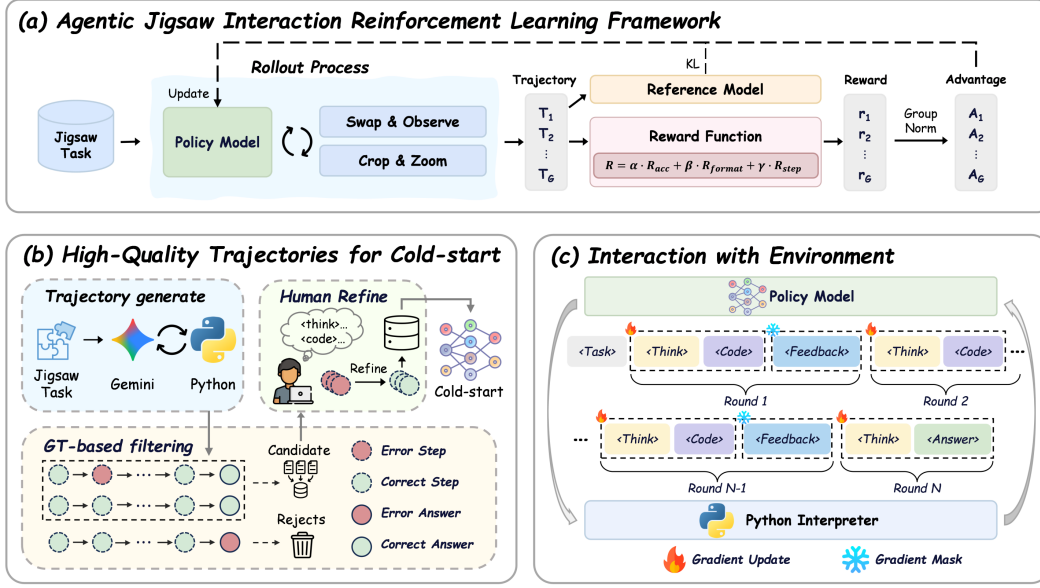 (a) Agentic Jigsaw Interaction Reinforcement Learning Framework
Rollout Process
KL
Trajectory
Reward
Advantage
Update
Jigsaw
Task
Policy Model
Swap & Observe
Crop & Zoom
T1
T2
⋮
TG
Reference Model
Reward Function
R = α · Racc + β · Rformat + γ · Rstep
r1
r2
⋮
rG
Group
Norm
A1
A2
⋮
AG
(b) High-Quality Trajectories for Cold-start
Trajectory generate
Jigsaw
Task
Gemini
Python
Human Refine
<think>...
<code>...
Refine
Cold-start
GT-based filtering
Candidate
Rejects
Error Step
Correct Step
Error Answer
Correct Answer
(c) Interaction with Environment
Policy Model
<Task> <Think> <Code> <Feedback> <Think> <Code> ...
Round 1
Round 2
... <Think> <Code> <Feedback> <Think> <Answer>
Round N-1
Round N
Python Interpreter
Gradient Update
Gradient Mask